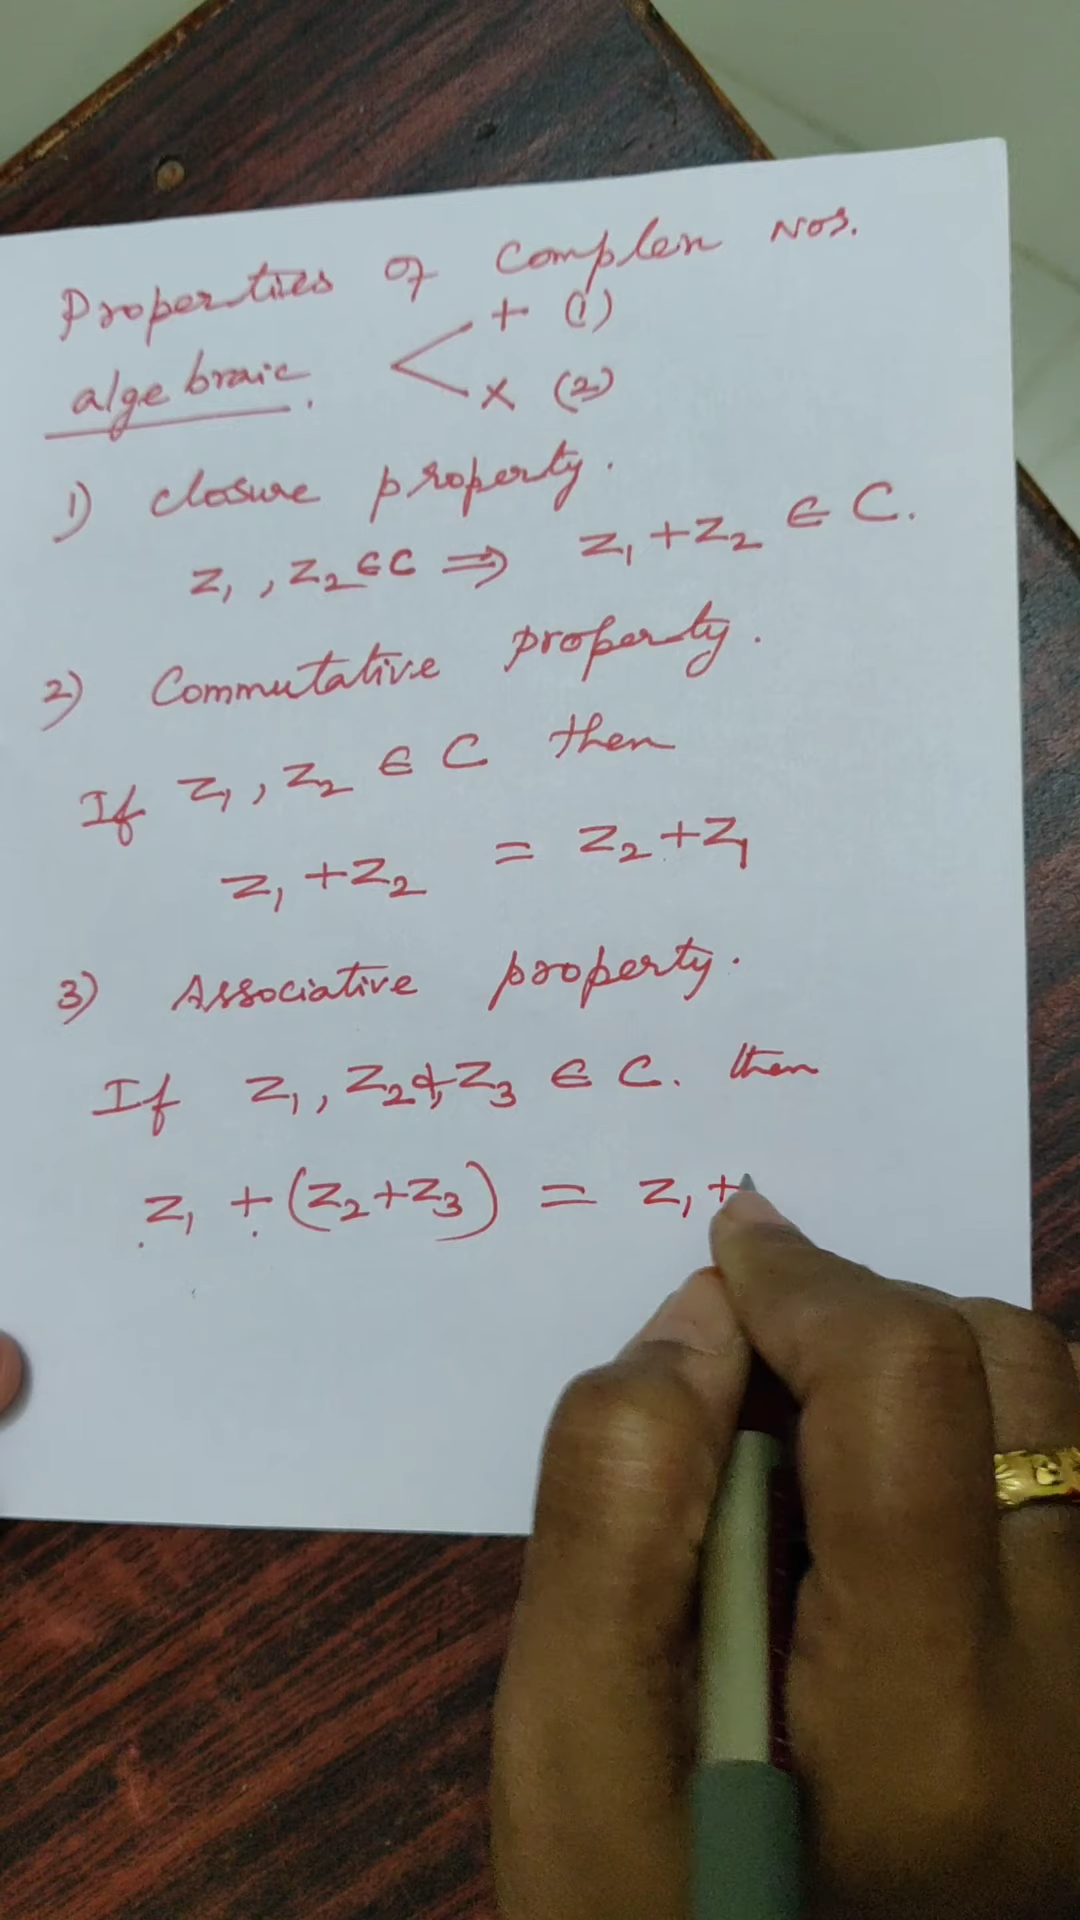 Properties of Complex Nos.
algebraic. < + (1)
× (2)
1) closure property.
z₁, z₂ ∈ C ⇒ z₁ + z₂ ∈ C.
2) Commutative property.
If z₁, z₂ ∈ C then
z₁ + z₂ = z₂ + z₁
3) Associative property.
If z₁, z₂ & z₃ ∈ C. then
z₁ + (z₂ + z₃) = z₁ +